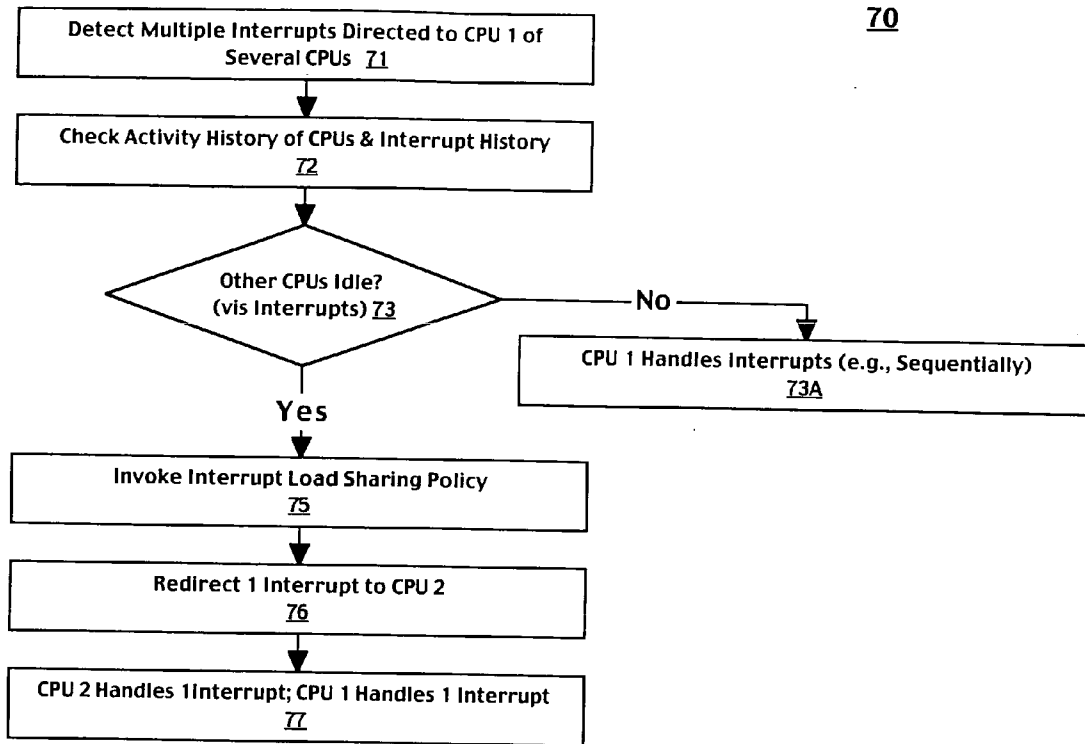 70
Detect Multiple Interrupts Directed to CPU 1 of
Several CPUs 71
Check Activity History of CPUs & Interrupt History
72
Other CPUs Idle?
(vis Interrupts) 73
No
CPU 1 Handles Interrupts (e.g., Sequentially)
73A
Yes
Invoke Interrupt Load Sharing Policy
75
Redirect 1 Interrupt to CPU 2
76
CPU 2 Handles 1Interrupt; CPU 1 Handles 1 Interrupt
77